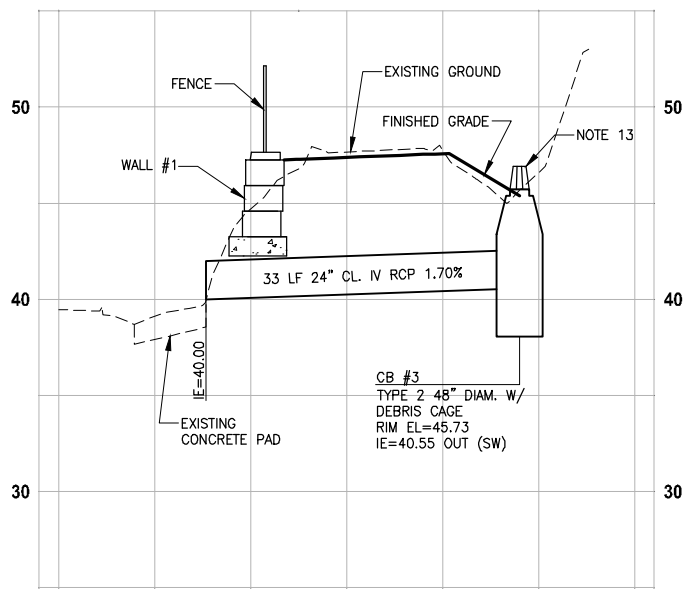 FENCE
EXISTING GROUND
50
50
FINISHED GRADE
NOTE 13
WALL #1
33 LF 24" CL. IV RCP 1.70%
40
40
IE=40.00
CB #3
TYPE 2 48" DIAM. W/
DEBRIS CAGE
RIM EL=45.73
IE=40.55 OUT (SW)
EXISTING
CONCRETE PAD
30
30